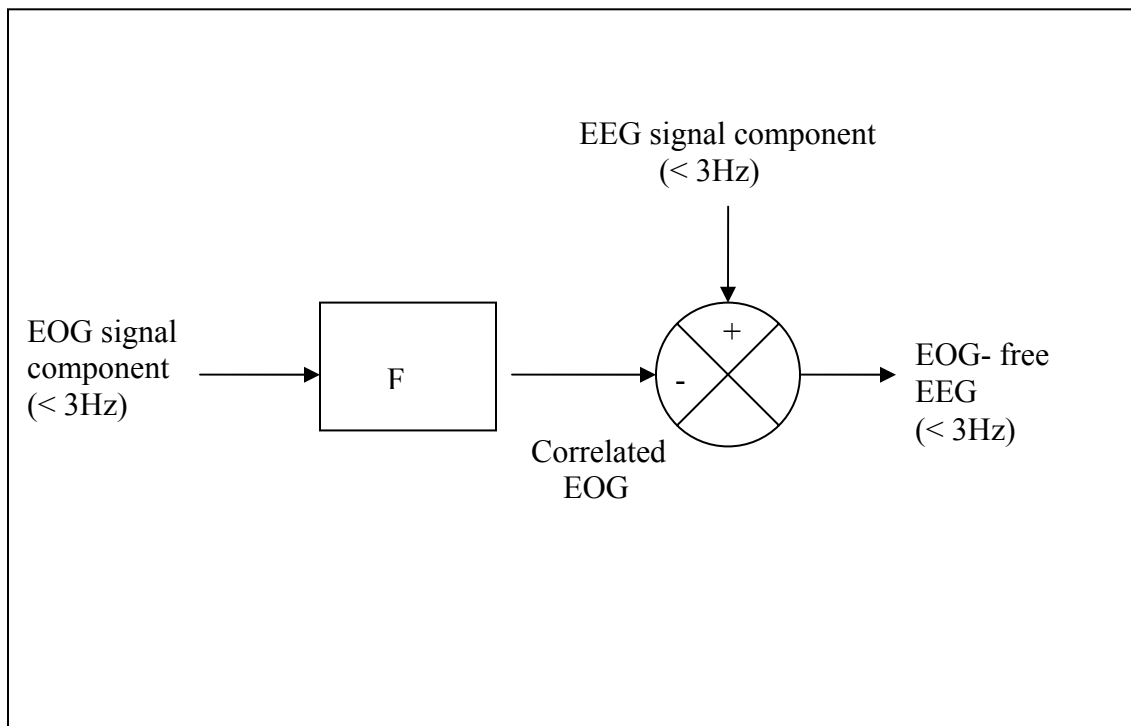 EEG signal component
(< 3Hz)
EOG signal
component
(< 3Hz)
F
+
-
Correlated
EOG
EOG- free
EEG
(< 3Hz)